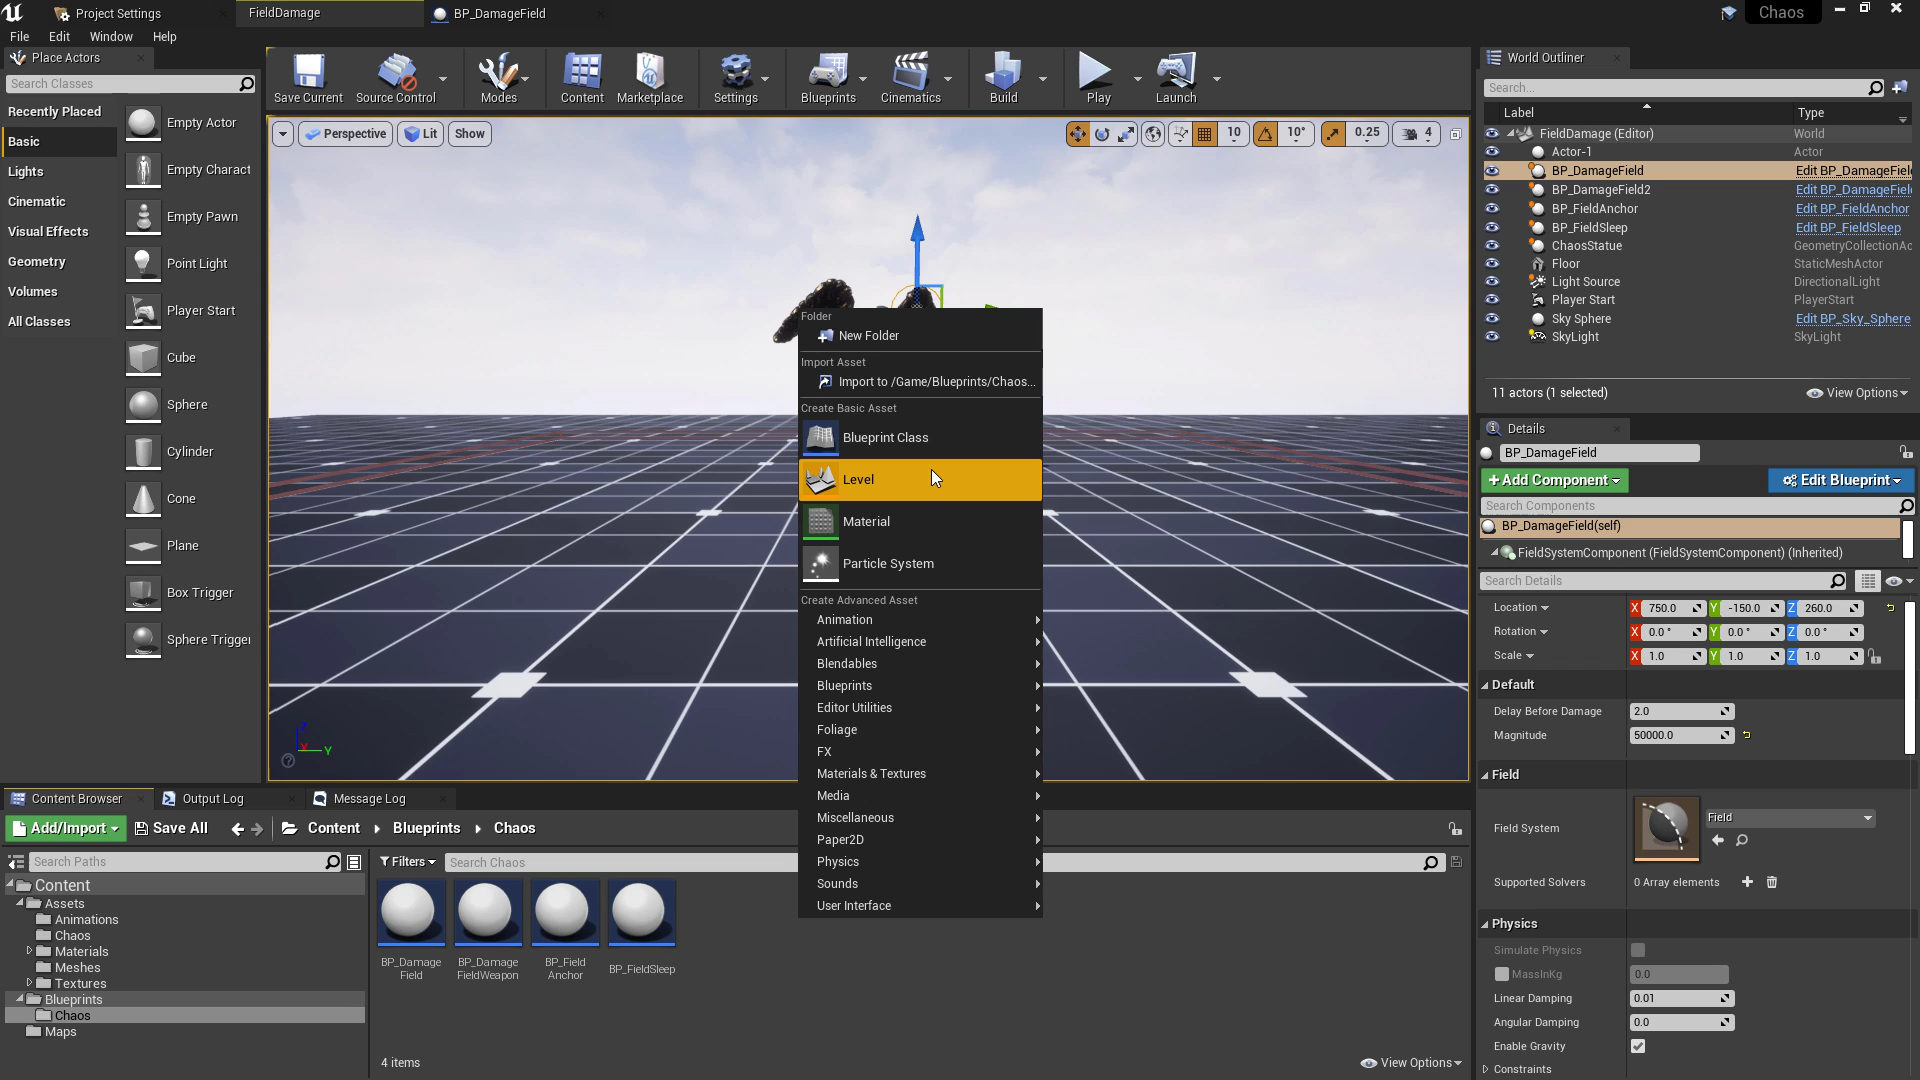 Project Settings
FieldDamage
BP_DamageField
Chaos
File Edit Window Help
Place Actors
Search Classes
Recently Placed
Basic
Lights
Cinematic
Visual Effects
Geometry
Volumes
All Classes
Empty Actor
Empty Charact
Empty Pawn
Point Light
Player Start
Cube
Sphere
Cylinder
Cone
Plane
Box Trigger
Sphere Trigger
Save Current
Source Control
Modes
Content
Marketplace
Settings
Blueprints
Cinematics
Build
Play
Launch
Perspective
Lit
Show
10
10°
0.25
4
Folder
New Folder
Import Asset
Import to /Game/Blueprints/Chaos...
Create Basic Asset
Blueprint Class
Level
Material
Particle System
Create Advanced Asset
Animation
Artificial Intelligence
Blendables
Blueprints
Editor Utilities
Foliage
FX
Materials & Textures
Media
Miscellaneous
Paper2D
Physics
Sounds
User Interface
Z
X
Y
World Outliner
Search...
Label Type
FieldDamage (Editor) World
Actor-1 Actor
BP_DamageField Edit BP_DamageFiel
BP_DamageField2 Edit BP_DamageFiel
BP_FieldAnchor Edit BP_FieldAnchor
BP_FieldSleep Edit BP_FieldSleep
ChaosStatue GeometryCollectionAc
Floor StaticMeshActor
Light Source DirectionalLight
Player Start PlayerStart
Sky Sphere Edit BP_Sky_Sphere
SkyLight SkyLight
11 actors (1 selected)
View Options
Details
BP_DamageField
+Add Component
Edit Blueprint
Search Components
BP_DamageField(self)
FieldSystemComponent (FieldSystemComponent) (Inherited)
Search Details
Location X 750.0 Y -150.0 Z 260.0
Rotation X 0.0 ° Y 0.0 ° Z 0.0 °
Scale X 1.0 Y 1.0 Z 1.0
Default
Delay Before Damage 2.0
Magnitude 50000.0
Field
Field System
Field
Supported Solvers 0 Array elements
Physics
Simulate Physics
MassInKg 0.0
Linear Damping 0.01
Angular Damping 0.0
Enable Gravity
Constraints
Content Browser
Output Log
Message Log
Add/Import
Save All
Content
Blueprints
Chaos
Search Paths
Filters
Search Chaos
Content
Assets
Animations
Chaos
Materials
Meshes
Textures
Blueprints
Chaos
Maps
BP_Damage
Field
BP_Damage
FieldWeapon
BP_Field
Anchor
BP_FieldSleep
4 items
View Options